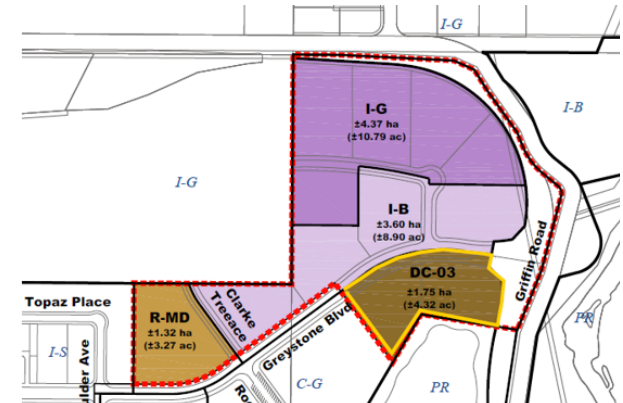 I-G
I-G
±4.37 ha
(±10.79 ac)
I-B
I-G
I-B
±3.60 ha
(±8.90 ac)
DC-03
±1.75 ha
(±4.32 ac)
Griffin Road
Topaz Place
R-MD
±1.32 ha
(±3.27 ac)
Clarke
Treeace
Greystone Blvd
PR
I-S
ulder Ave
C-G
PR
Ro